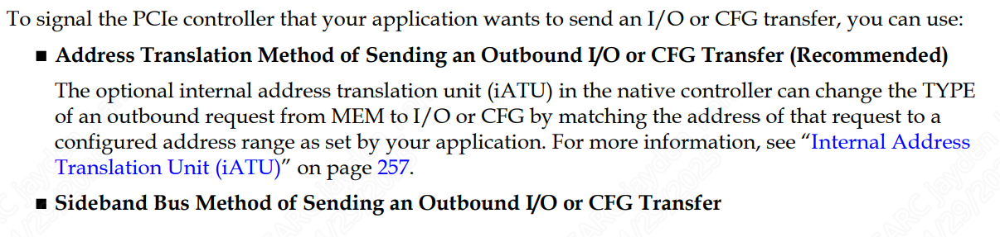 To signal the PCIe controller that your application wants to send an I/O or CFG transfer, you can use:
■ Address Translation Method of Sending an Outbound I/O or CFG Transfer (Recommended)
The optional internal address translation unit (iATU) in the native controller can change the TYPE
of an outbound request from MEM to I/O or CFG by matching the address of that request to a
configured address range as set by your application. For more information, see “Internal Address
Translation Unit (iATU)” on page 257.
■ Sideband Bus Method of Sending an Outbound I/O or CFG Transfer